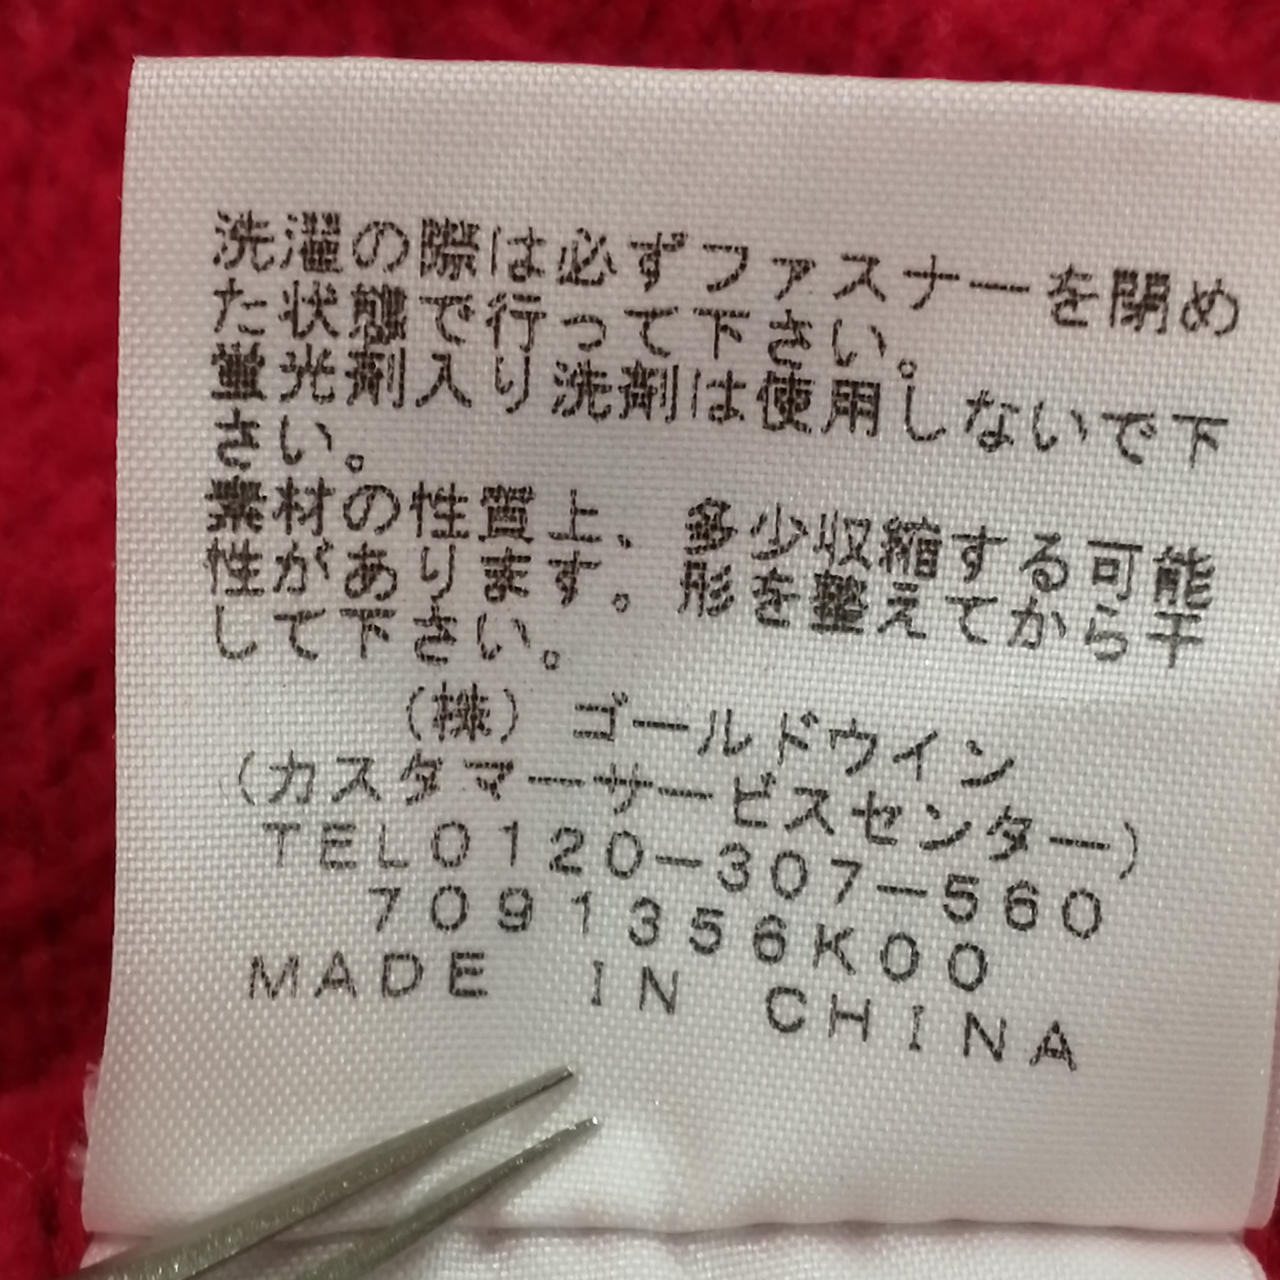 洗濯の際は必ずファスナーを閉め
た状態で行って下さい。
蛍光剤入り洗剤は使用しないで下
さい。
素材の性質上、多少収縮する可能
性があります。形を整えてから干
して下さい。
(株) ゴールドウイン
(カスタマーサービスセンター)
TEL0120-307-560
7091356K00
MADE IN CHINA